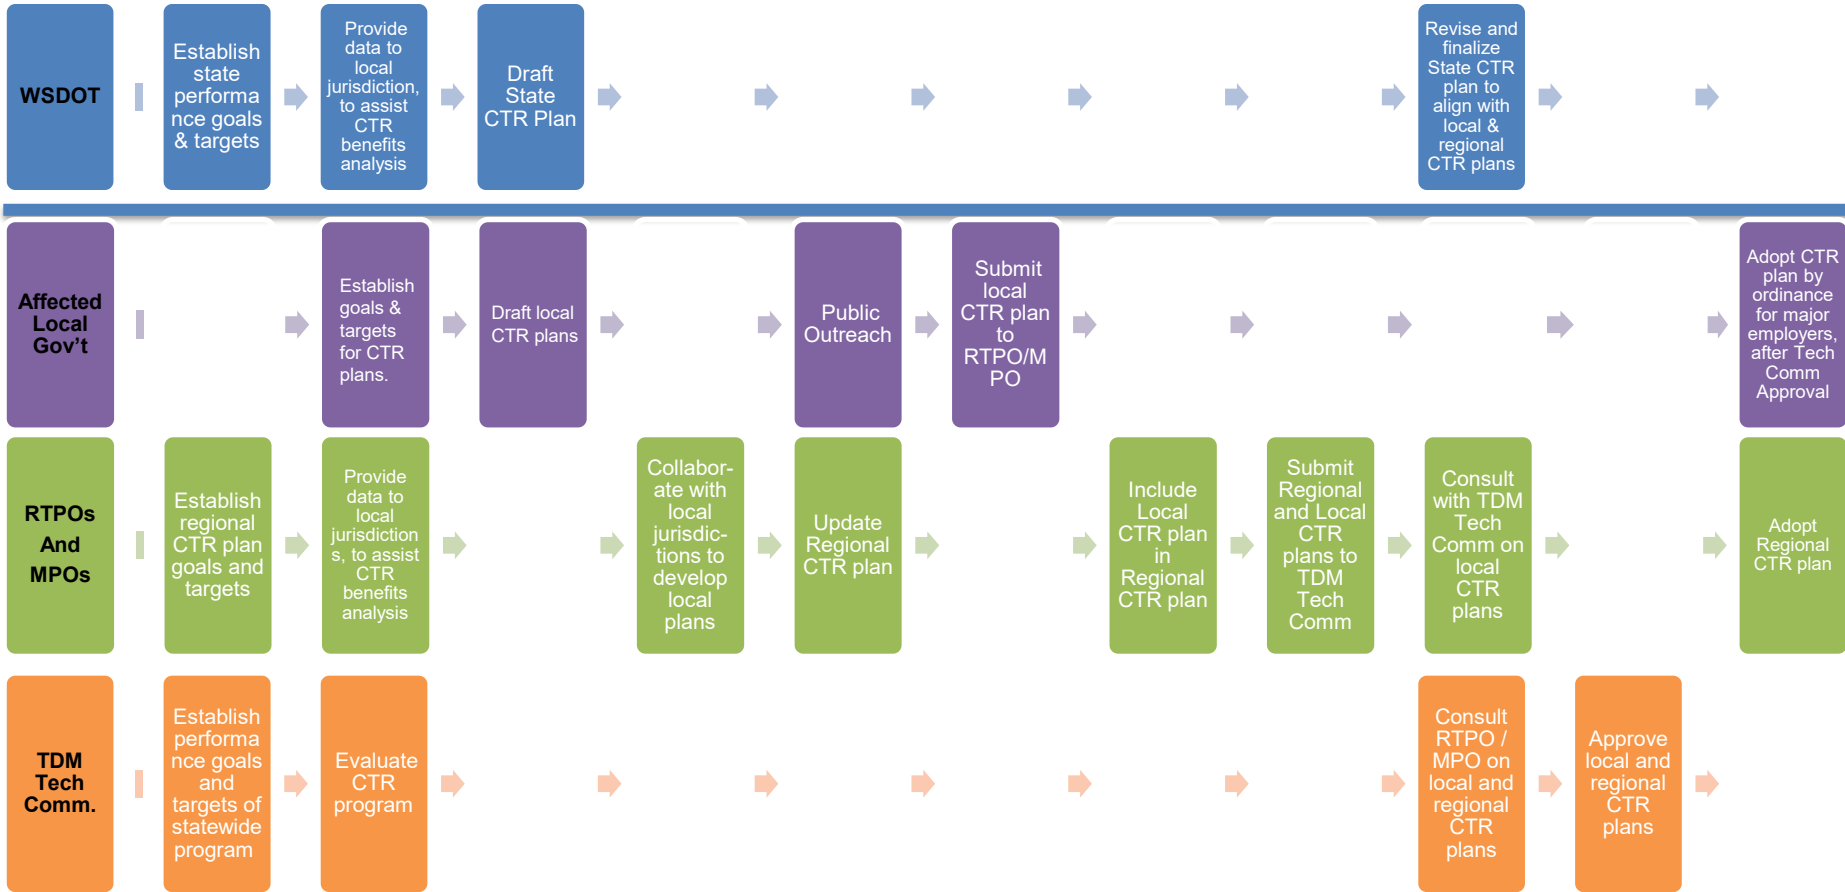 WSDOT
Establish
state
performa
nce goals
& targets
Provide
data to
local
jurisdiction,
to assist
CTR
benefits
analysis
Draft
State
CTR Plan
Revise and
finalize
State CTR
plan to
align with
local &
regional
CTR plans
Affected
Local
Gov't
Establish
goals &
targets
for CTR
plans.
Draft local
CTR plans
Public
Outreach
Submit
local
CTR plan
to
RTPO/M
PO
Adopt CTR
plan by
ordinance
for major
employers,
after Tech
Comm
Approval
RTPOs
And
MPOs
Establish
regional
CTR plan
goals and
targets
Provide
data to
local
jurisdiction
s, to assist
CTR
benefits
analysis
Collabor-
ate with
local
jurisdic-
tions to
develop
local
plans
Update
Regional
CTR plan
Include
Local
CTR plan
in
Regional
CTR plan
Submit
Regional
and Local
CTR
plans to
TDM
Tech
Comm
Consult
with TDM
Tech
Comm on
local
CTR
plans
Adopt
Regional
CTR plan
TDM
Tech
Comm.
Establish
performa
nce goals
and
targets of
statewide
program
Evaluate
CTR
program
Consult
RTPO /
MPO on
local and
regional
CTR
plans
Approve
local and
regional
CTR
plans